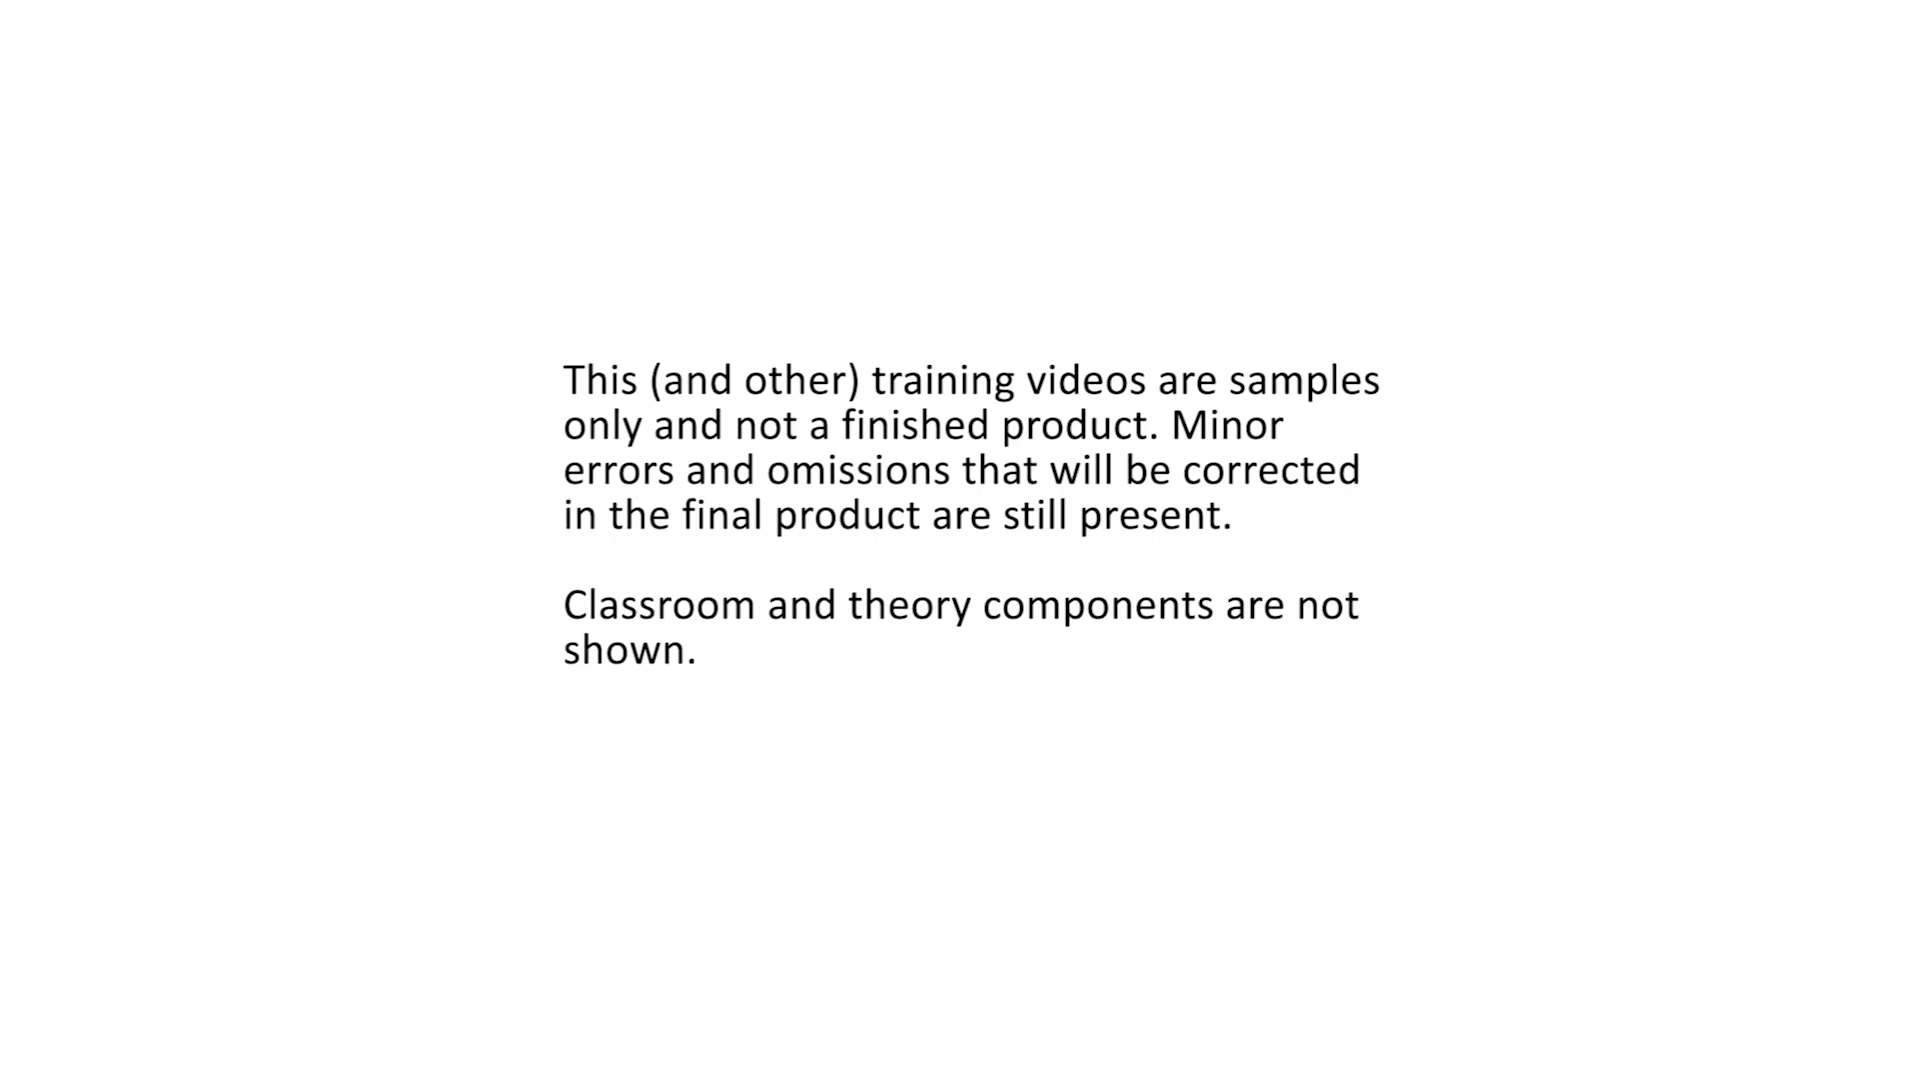 This (and other) training videos are samples
only and not a finished product. Minor
errors and omissions that will be corrected
in the final product are still present.
Classroom and theory components are not
shown.